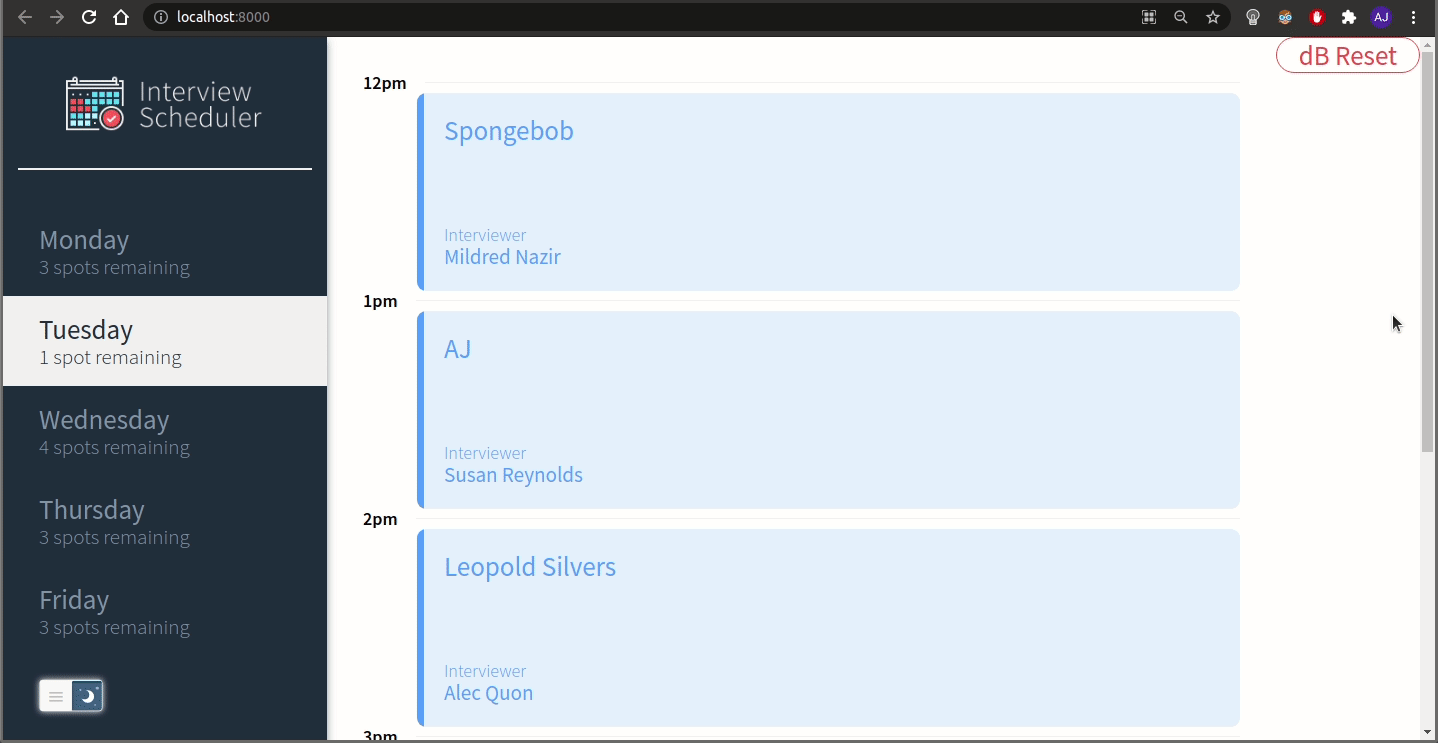 localhost:8000
AJ
Interview
Scheduler
Monday
3 spots remaining
Tuesday
1 spot remaining
Wednesday
4 spots remaining
Thursday
3 spots remaining
Friday
3 spots remaining
dB Reset
12pm
Spongebob
Interviewer
Mildred Nazir
1pm
AJ
Interviewer
Susan Reynolds
2pm
Leopold Silvers
Interviewer
Alec Quon
3pm